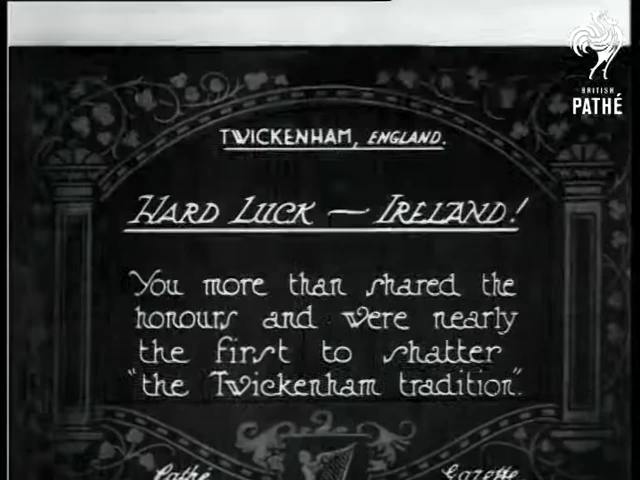 BRITISH
PATHÉ
TWICKENHAM, ENGLAND.
HARD LUCK — IRELAND!
You more than shared the
honours and were nearly
the first to shatter
"the Twickenham tradition".
Pathé Gazette